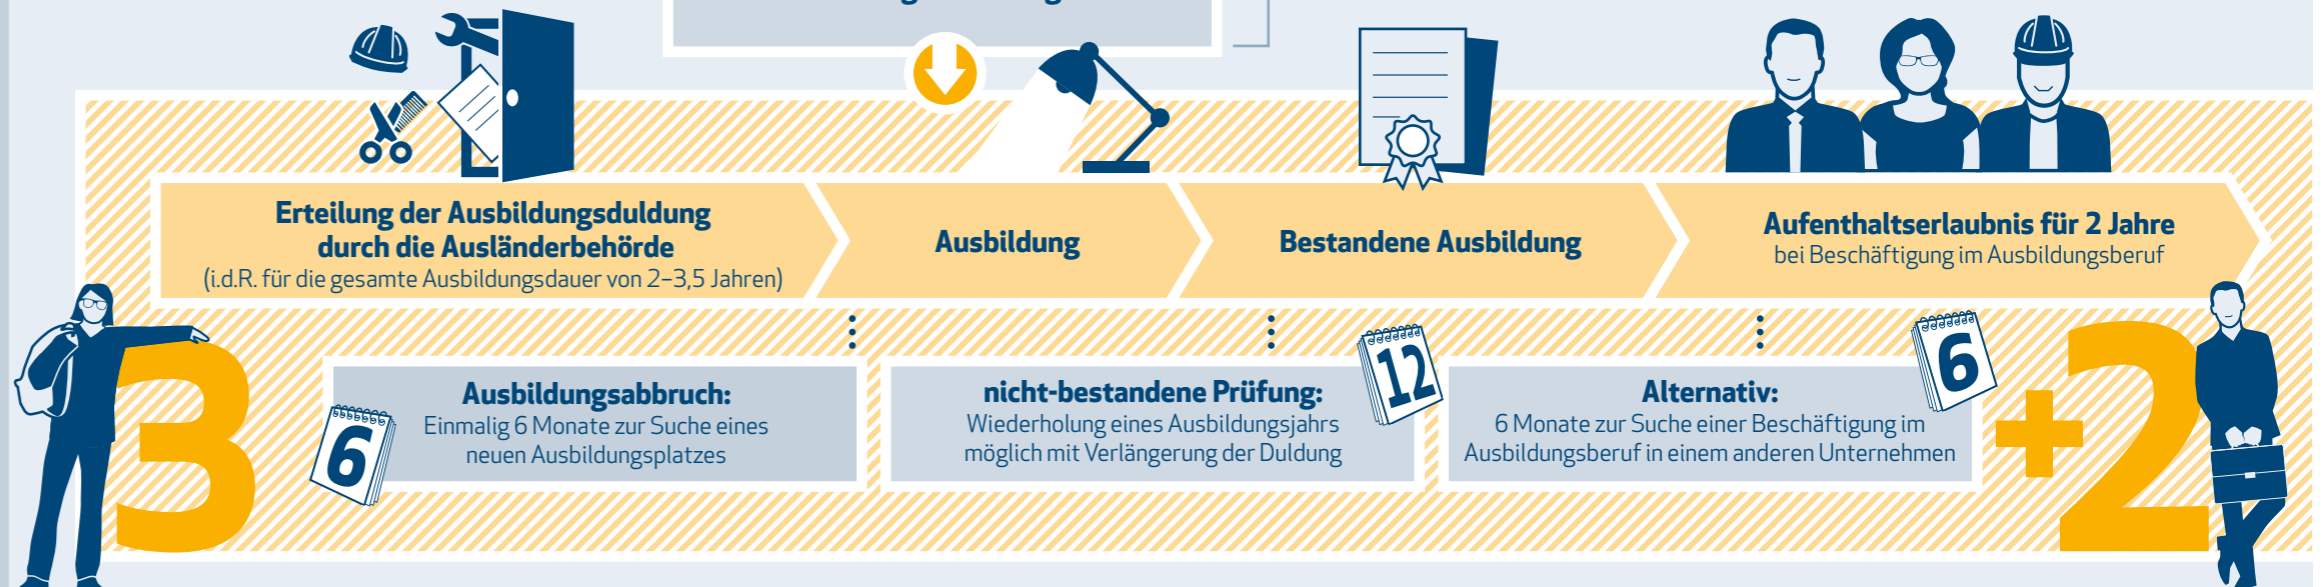 Erteilung der Ausbildungsduldung
durch die Ausländerbehörde
(i.d.R. für die gesamte Ausbildungsdauer von 2–3,5 Jahren)
Ausbildung
Bestandene Ausbildung
Aufenthaltserlaubnis für 2 Jahre
bei Beschäftigung im Ausbildungsberuf
3
6
Ausbildungsabbruch:
Einmalig 6 Monate zur Suche eines
neuen Ausbildungsplatzes
nicht-bestandene Prüfung:
Wiederholung eines Ausbildungsjahrs
möglich mit Verlängerung der Duldung
12
Alternativ:
6 Monate zur Suche einer Beschäftigung im
Ausbildungsberuf in einem anderen Unternehmen
6
+2